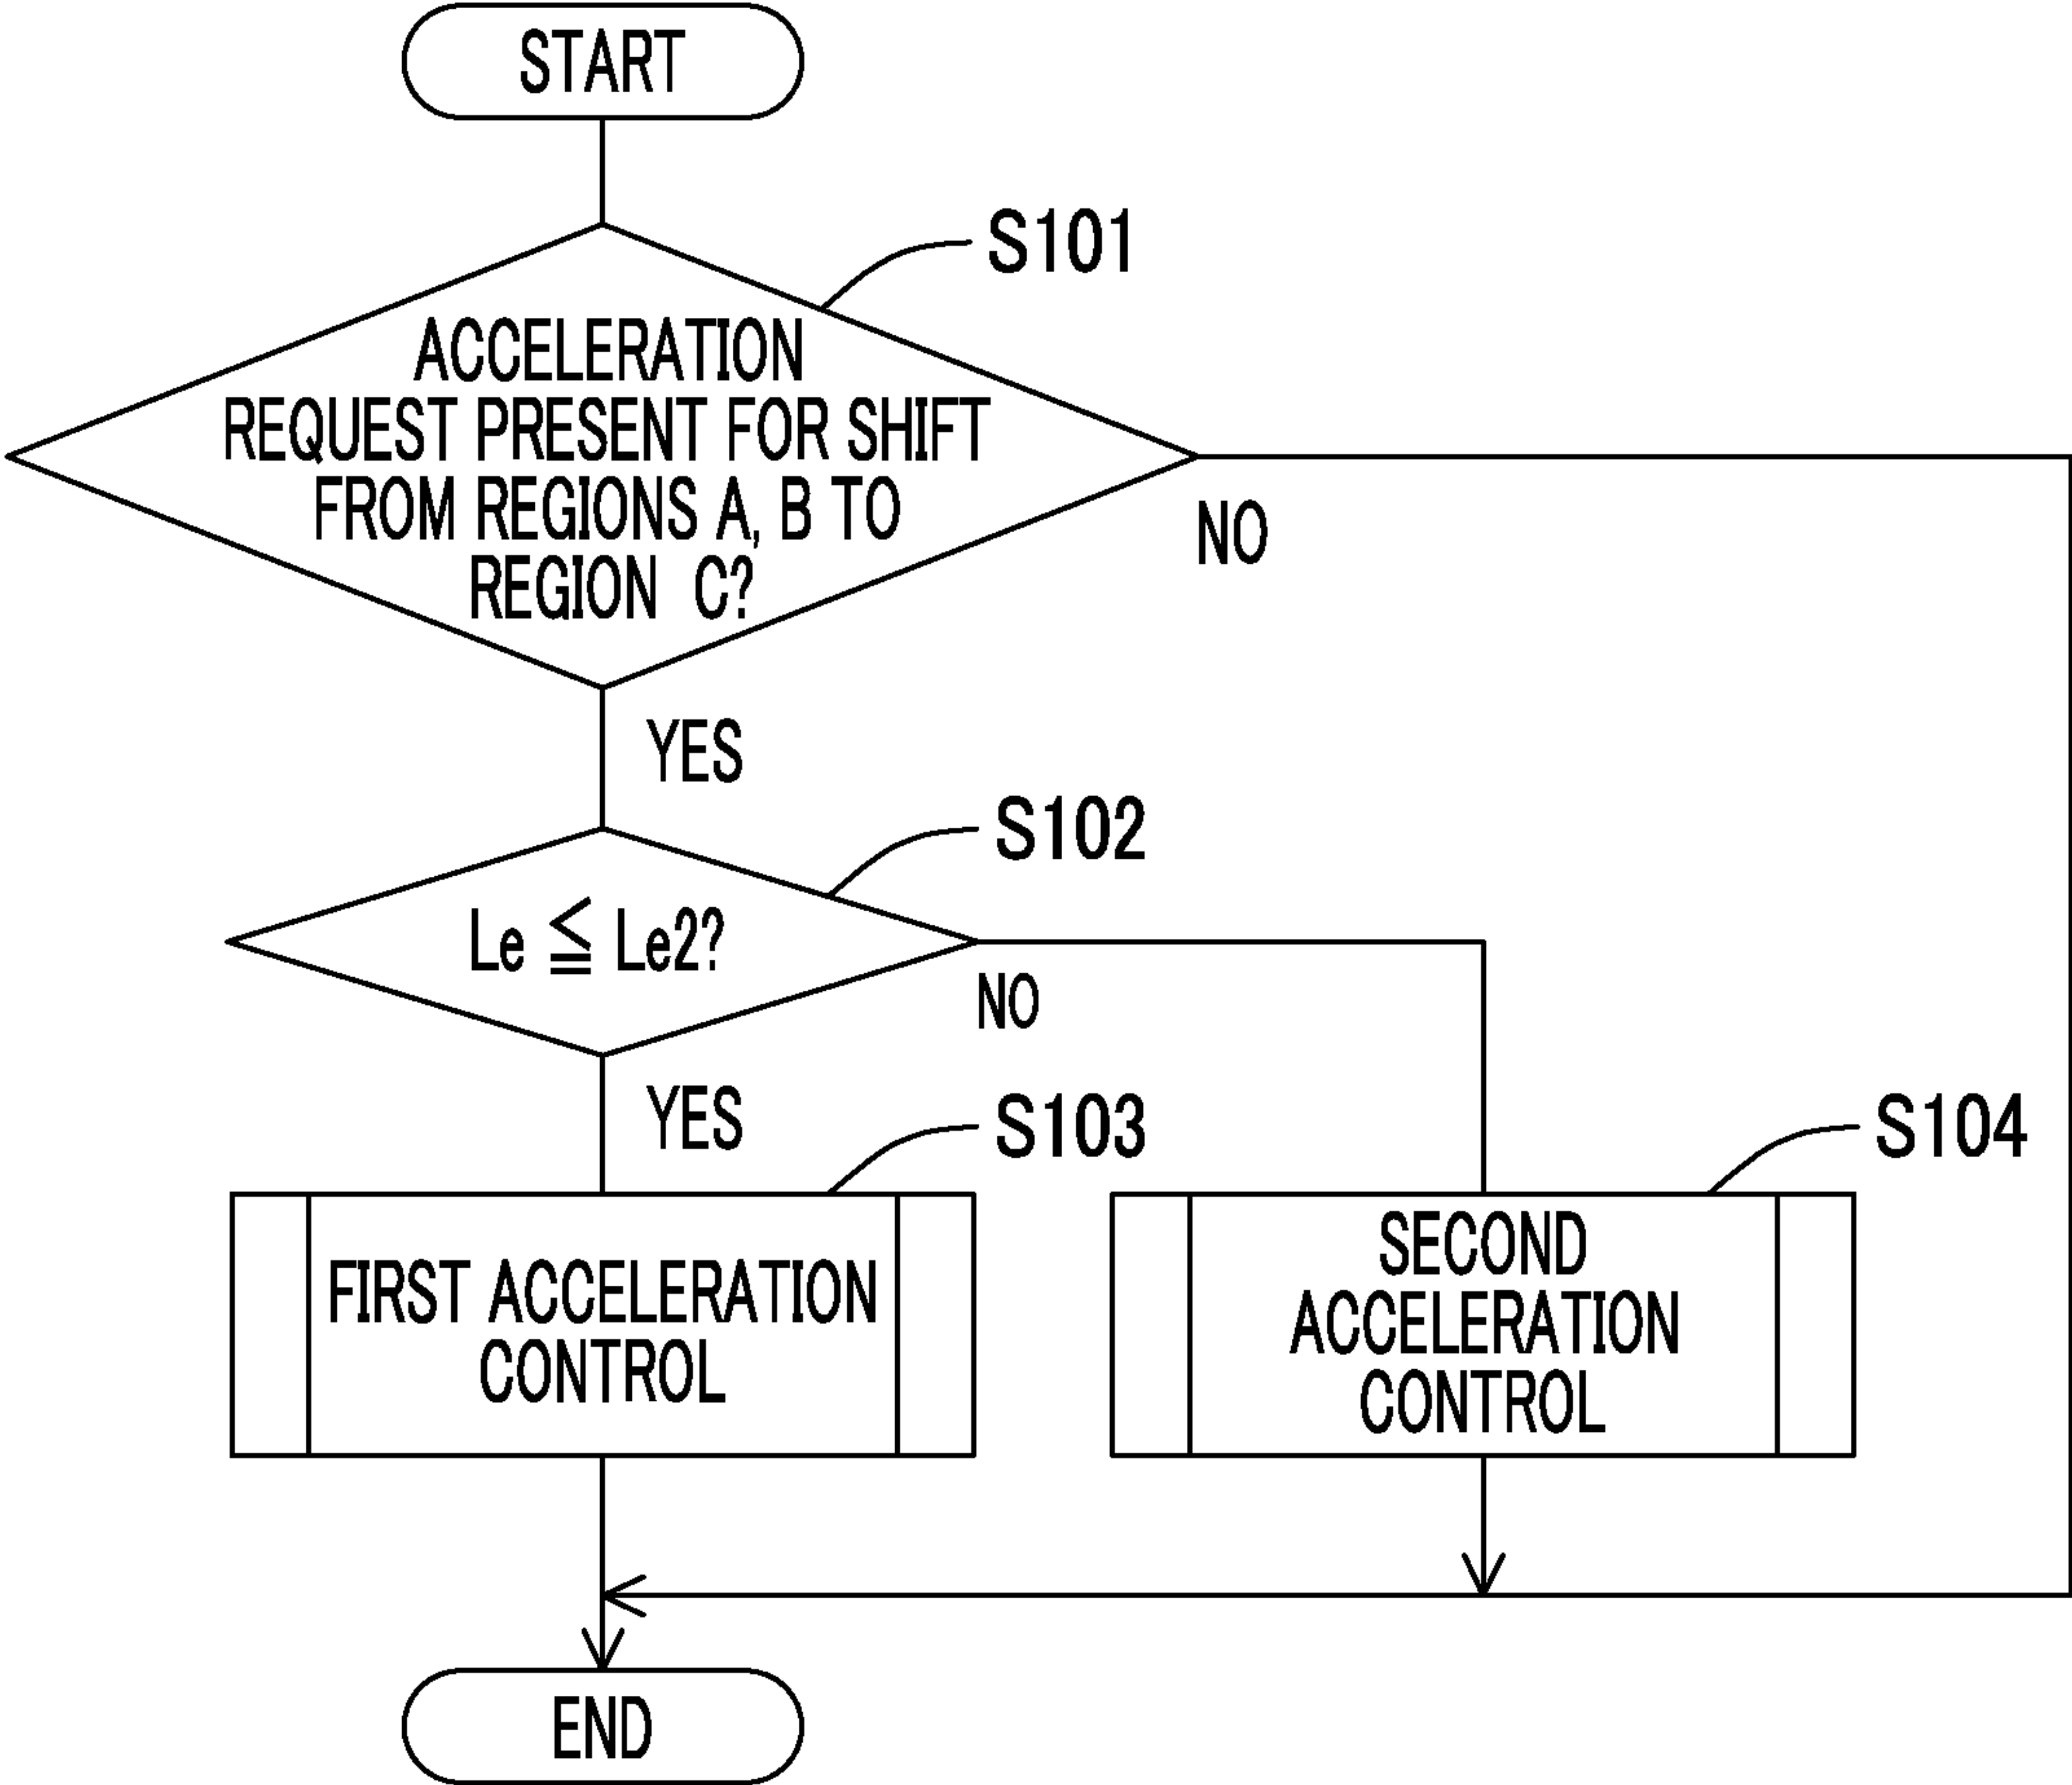 START
S101
ACCELERATION
REQUEST PRESENT FOR SHIFT
FROM REGIONS A, B TO
REGION C?
NO
YES
S102
Le ≦ Le2?
NO
YES
S103
S104
FIRST ACCELERATION
CONTROL
SECOND
ACCELERATION
CONTROL
END